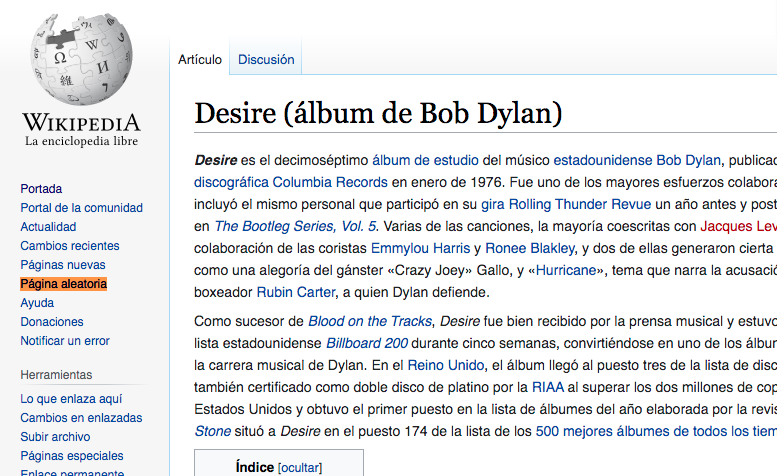 WIKIPEDIA
La enciclopedia libre
Portada
Portal de la comunidad
Actualidad
Cambios recientes
Páginas nuevas
Página aleatoria
Ayuda
Donaciones
Notificar un error
Herramientas
Lo que enlaza aquí
Cambios en enlazadas
Subir archivo
Páginas especiales
Enlace permanente
Artículo
Discusión
Desire (álbum de Bob Dylan)
Desire es el decimoséptimo álbum de estudio del músico estadounidense Bob Dylan, publicad
discográfica Columbia Records en enero de 1976. Fue uno de los mayores esfuerzos colabora
incluyó el mismo personal que participó en su gira Rolling Thunder Revue un año antes y post
en The Bootleg Series, Vol. 5. Varias de las canciones, la mayoría coescritas con Jacques Lev
colaboración de las coristas Emmylou Harris y Ronee Blakley, y dos de ellas generaron cierta
como una alegoría del gánster «Crazy Joey» Gallo, y «Hurricane», tema que narra la acusació
boxeador Rubin Carter, a quien Dylan defiende.
Como sucesor de Blood on the Tracks, Desire fue bien recibido por la prensa musical y estuvo
lista estadounidense Billboard 200 durante cinco semanas, convirtiéndose en uno de los álbum
la carrera musical de Dylan. En el Reino Unido, el álbum llegó al puesto tres de la lista de disc
también certificado como doble disco de platino por la RIAA al superar los dos millones de cop
Estados Unidos y obtuvo el primer puesto en la lista de álbumes del año elaborada por la revis
Stone situó a Desire en el puesto 174 de la lista de los 500 mejores álbumes de todos los tiem
Índice [ocultar]